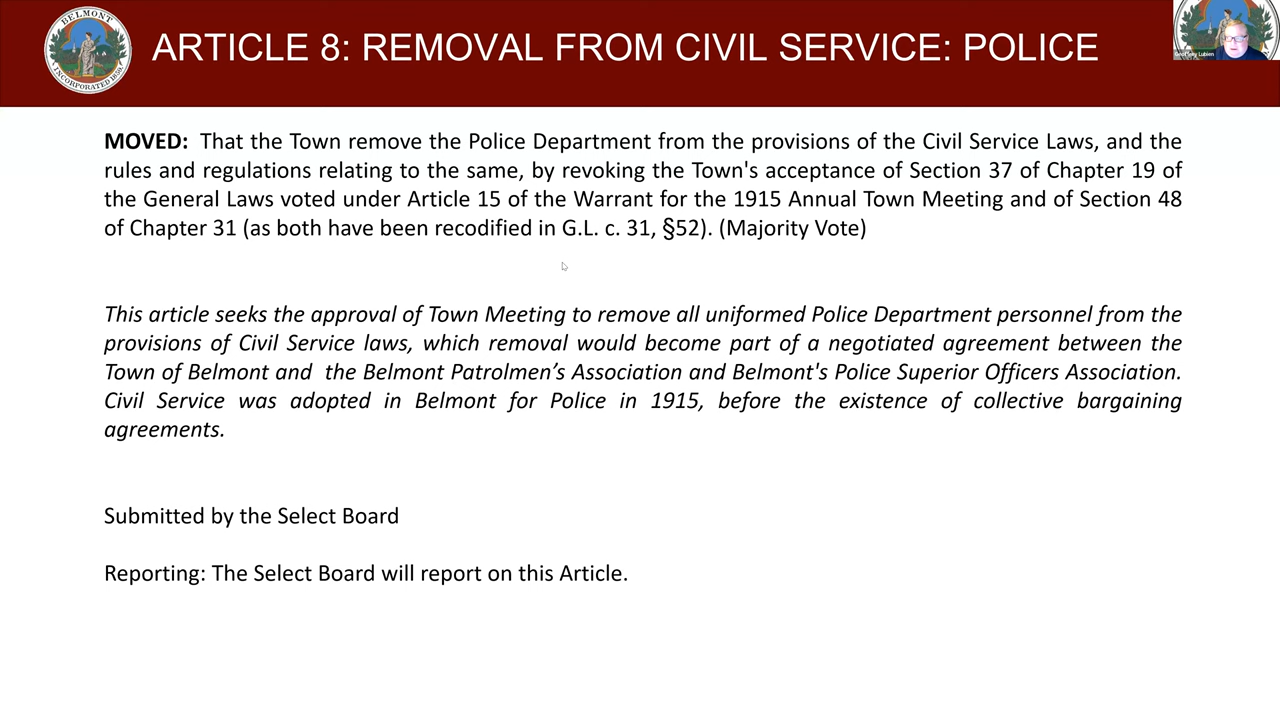 BELMONT
INCORPORATED 1859
ARTICLE 8: REMOVAL FROM CIVIL SERVICE: POLICE
MOVED: That the Town remove the Police Department from the provisions of the Civil Service Laws, and the
rules and regulations relating to the same, by revoking the Town's acceptance of Section 37 of Chapter 19 of
the General Laws voted under Article 15 of the Warrant for the 1915 Annual Town Meeting and of Section 48
of Chapter 31 (as both have been recodified in G.L. c. 31, §52). (Majority Vote)
This article seeks the approval of Town Meeting to remove all uniformed Police Department personnel from the
provisions of Civil Service laws, which removal would become part of a negotiated agreement between the
Town of Belmont and  the Belmont Patrolmen’s Association and Belmont's Police Superior Officers Association.
Civil Service was adopted in Belmont for Police in 1915, before the existence of collective bargaining
agreements.
Submitted by the Select Board
Reporting: The Select Board will report on this Article.